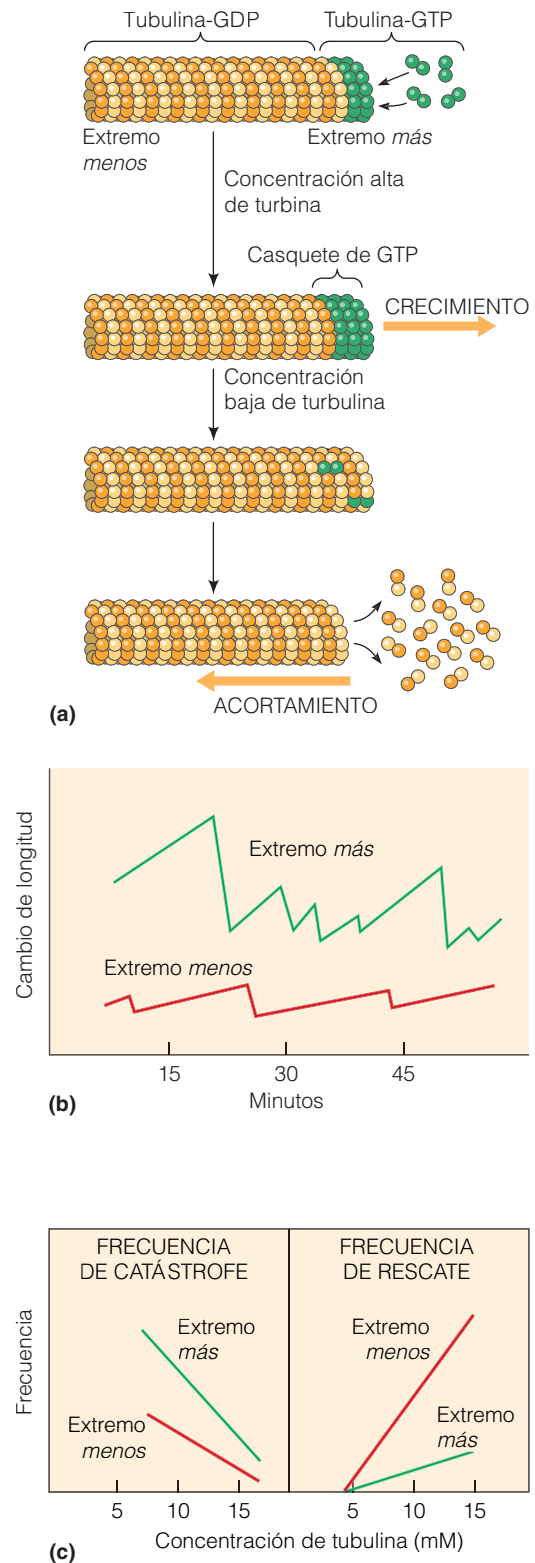 Tubulina-GDP Tubulina-GTP
Extremo menos
Extremo más
Concentración alta
de turbina
Casquete de GTP
CRECIMIENTO
Concentración
baja de turbulina
ACORTAMIENTO
(a)
Cambio de longitud
Extremo más
Extremo menos
15 30 45
Minutos
(b)
Frecuencia
FRECUENCIA
DE CATÁSTROFE
Extremo
más
Extremo
menos
FRECUENCIA
DE RESCATE
Extremo
menos
Extremo
más
5 10 15 5 10 15
Concentración de tubulina (mM)
(c)